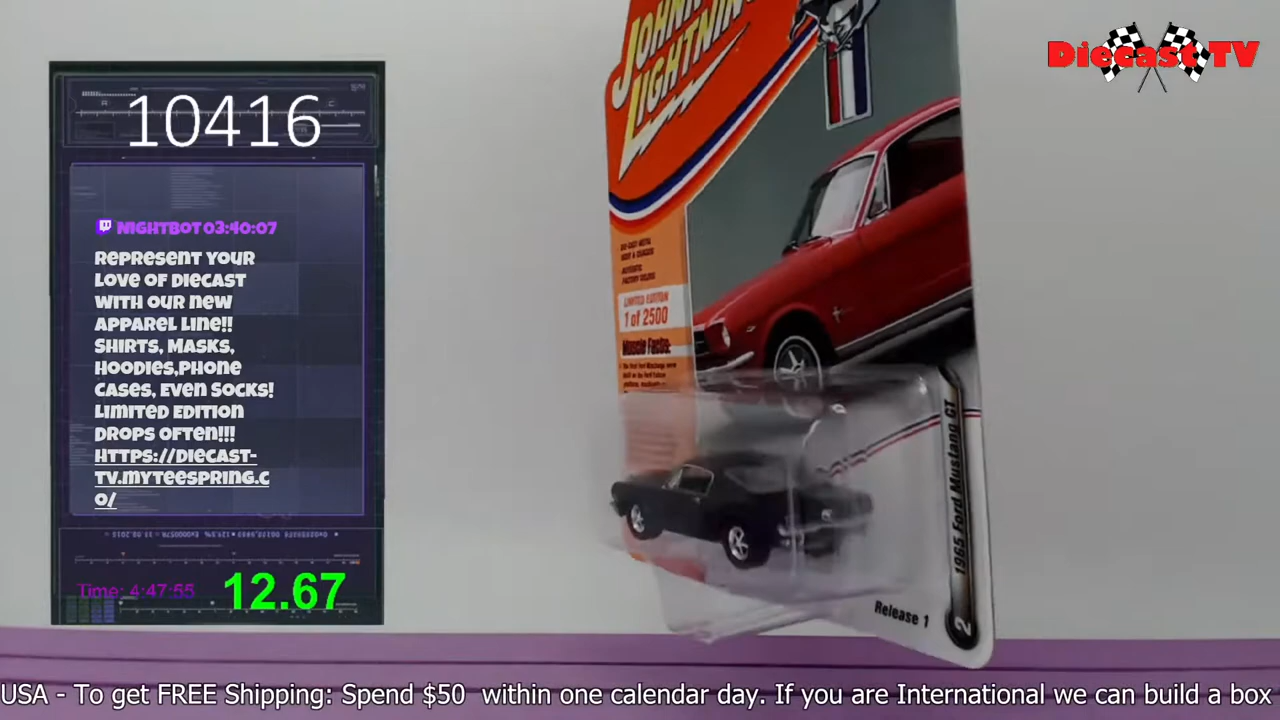 10416
NIGHTBOT 03:40:07
REPRESENT YOUR
LOVE OF DIECAST
WITH OUR NEW
APPAREL LINE!!
SHIRTS, MASKS,
HOODIES,PHONE
CASES, EVEN SOCKS!
LIMITED EDITION
DROPS OFTEN!!!
HTTPS://DIECAST-
TV.MYTEESPRING.C
O/
Time: 4:47:55
12.67
JOHNNY
LIGHTNING
LIMITED EDITION
1 of 2500
Muscle Facts:
1965 Ford Mustang GT
Release 1
2
Diecast TV
USA - To get FREE Shipping: Spend $50 within one calendar day. If you are International we can build a box